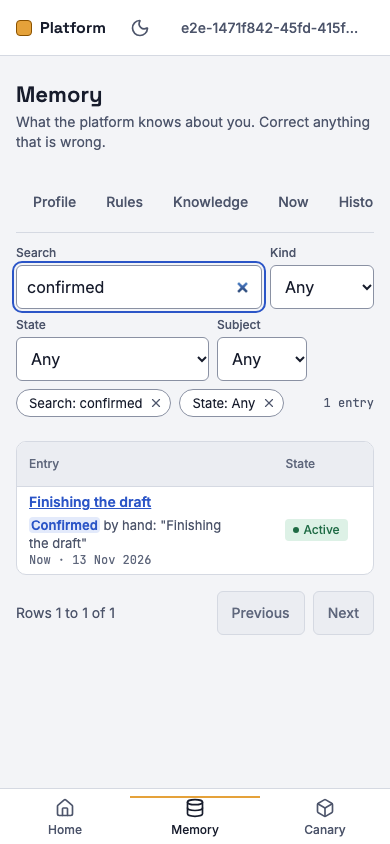 Platform
e2e-1471f842-45fd-415f...
Memory
What the platform knows about you. Correct anything
that is wrong.
Profile Rules Knowledge Now Histo
Search Kind
confirmed Any
State Subject
Any Any
Search: confirmed State: Any 1 entry
Entry State
Finishing the draft
Confirmed by hand: "Finishing
the draft"
Active
Now · 13 Nov 2026
Rows 1 to 1 of 1 Previous Next
Home Memory Canary